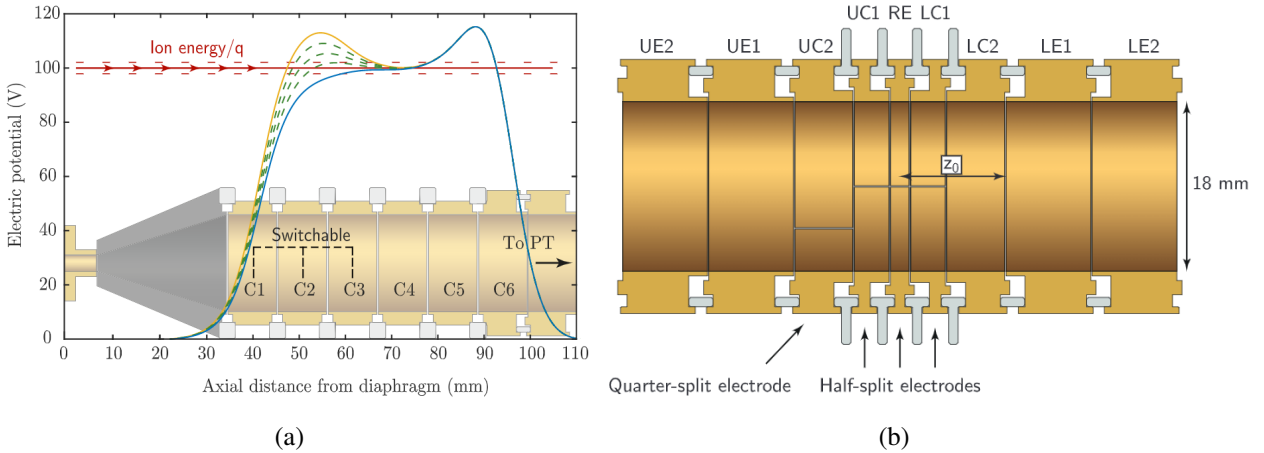 120
100
80
60
40
20
0
Electric potential (V)
Ion energy/q
Switchable
To PT
C1 C2 C3 C4 C5 C6
0 10 20 30 40 50 60 70 80 90 100 110
Axial distance from diaphragm (mm)
(a)
UC1 RE LC1
UE2 UE1 UC2 LC2 LE1 LE2
z0
18 mm
Quarter-split electrode
Half-split electrodes
(b)